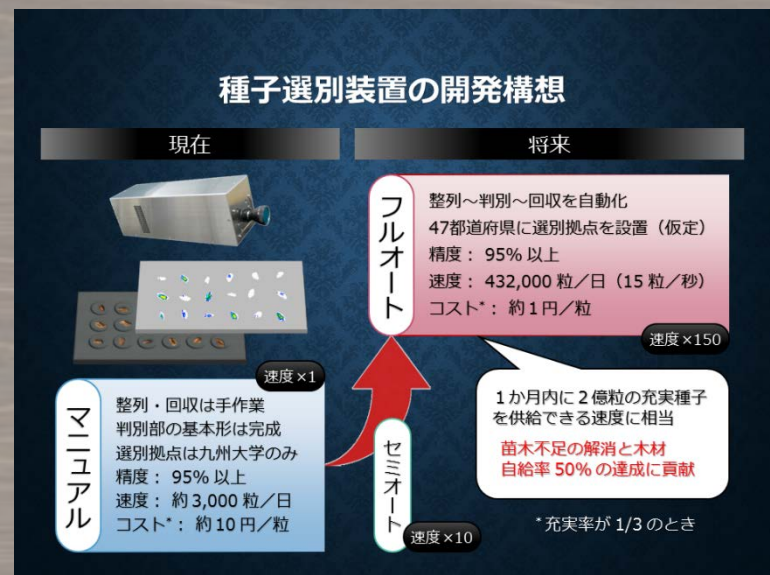 種子選別装置の開発構想
現在
マニュアル
速度×1
整列・回収は手作業
判別部の基本形は完成
選別拠点は九州大学のみ
精度： 95% 以上
速度： 約3,000 粒／日
コスト*： 約10 円／粒
セミオート
速度×10
将来
フルオート
整列～判別～回収を自動化
47都道府県に選別拠点を設置（仮定）
精度： 95% 以上
速度： 432,000 粒／日（15 粒／秒）
コスト*： 約１円／粒
速度×150
１か月内に２億粒の充実種子
を供給できる速度に相当
苗木不足の解消と木材
自給率 50% の達成に貢献
*充実率が 1/3 のとき